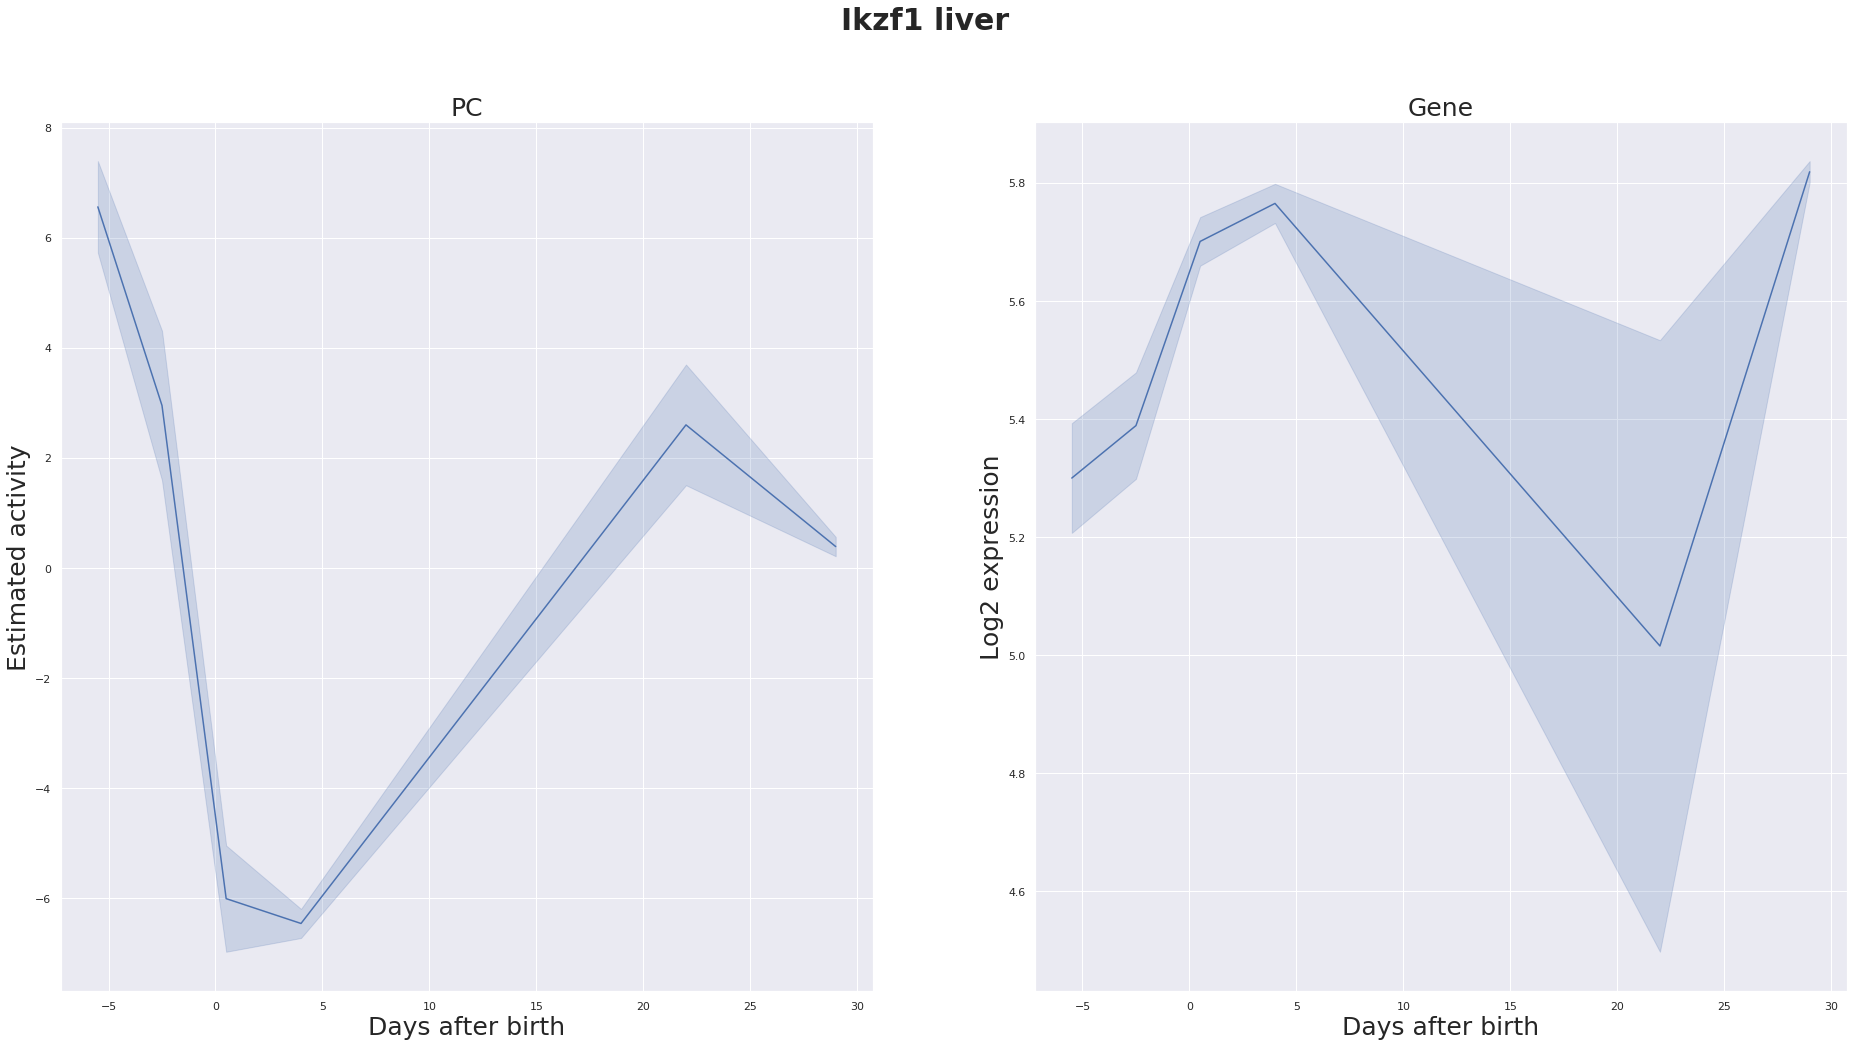 Ikzf1 liver
PC
Estimated activity
8
6
4
2
0
−2
−4
−6
−5 0 5 10 15 20 25 30
Days after birth
Gene
Log2 expression
5.8
5.6
5.4
5.2
5.0
4.8
4.6
−5 0 5 10 15 20 25 30
Days after birth